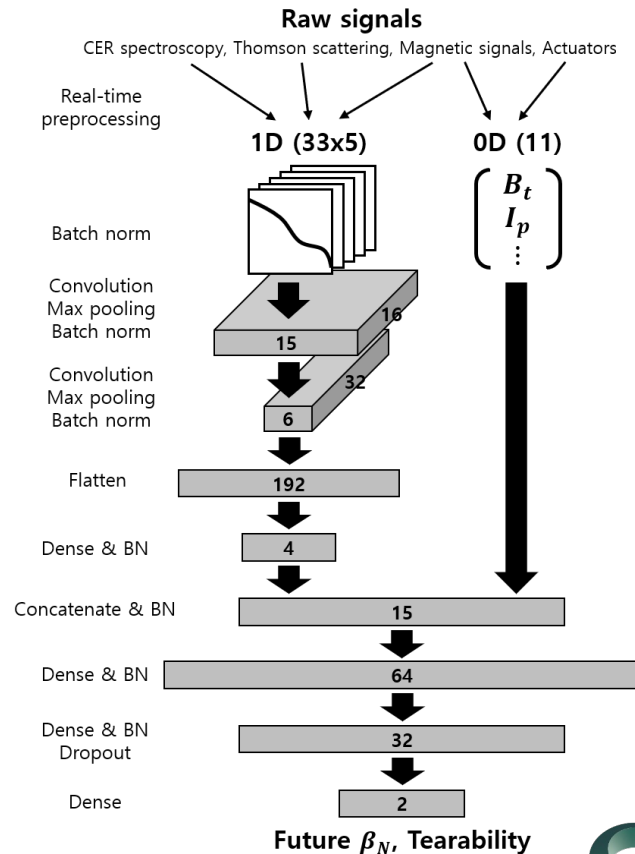 Raw signals
CER spectroscopy, Thomson scattering, Magnetic signals, Actuators
Real-time
preprocessing
1D (33x5)
0D (11)
Bₜ
Iₚ
⋮
Batch norm
Convolution
Max pooling
Batch norm
16
15
Convolution
Max pooling
Batch norm
32
6
Flatten
192
Dense & BN
4
Concatenate & BN
15
Dense & BN
64
Dense & BN
Dropout
32
Dense
2
Future β_N, Tearability